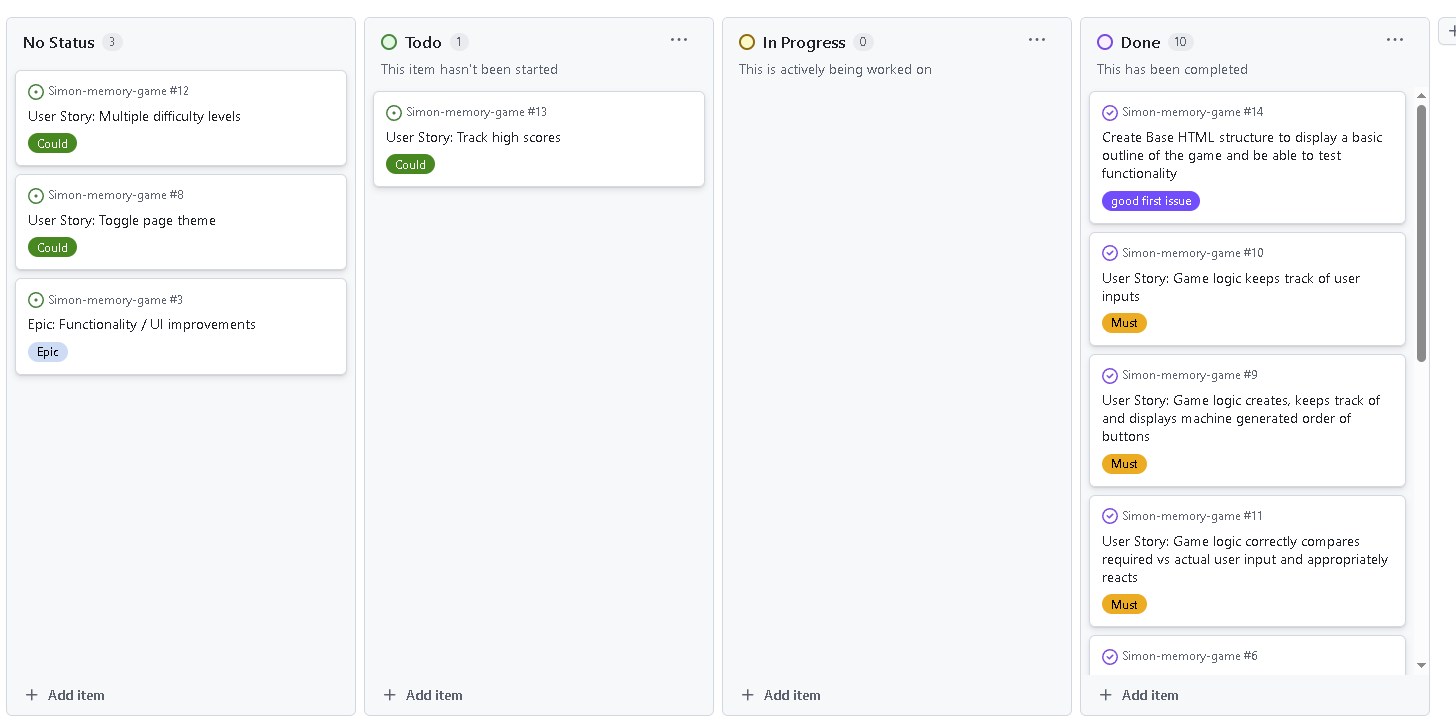 No Status 3
Simon-memory-game #12
User Story: Multiple difficulty levels
Could
Simon-memory-game #8
User Story: Toggle page theme
Could
Simon-memory-game #3
Epic: Functionality / UI improvements
Epic
+ Add item
Todo 1 ...
This item hasn't been started
Simon-memory-game #13
User Story: Track high scores
Could
+ Add item
In Progress 0 ...
This is actively being worked on
+ Add item
Done 10 ...
This has been completed
Simon-memory-game #14
Create Base HTML structure to display a basic
outline of the game and be able to test
functionality
good first issue
Simon-memory-game #10
User Story: Game logic keeps track of user
inputs
Must
Simon-memory-game #9
User Story: Game logic creates, keeps track of
and displays machine generated order of
buttons
Must
Simon-memory-game #11
User Story: Game logic correctly compares
required vs actual user input and appropriately
reacts
Must
Simon-memory-game #6
+ Add item